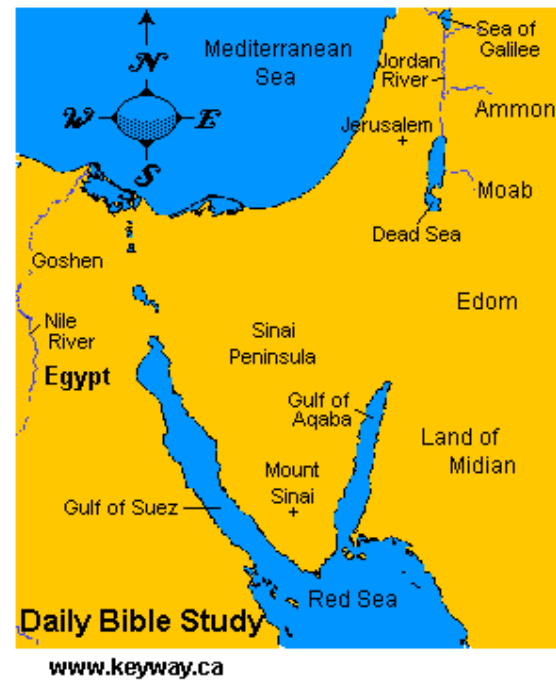 Mediterranean
Sea
Sea of
Galilee
Jordan
River
N
W
E
S
Ammon
Jerusalem
Moab
Dead Sea
Goshen
Edom
Nile
River
Egypt
Sinai
Peninsula
Gulf of
Aqaba
Land of
Midian
Mount
Sinai
Gulf of Suez
Red Sea
Daily Bible Study
www.keyway.ca